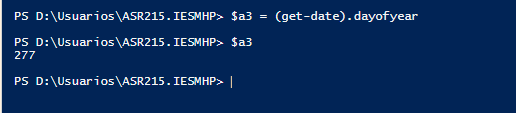 PS D:\Usuarios\ASR215.IESMHP> $a3 = (get-date).dayofyear
PS D:\Usuarios\ASR215.IESMHP> $a3
277
PS D:\Usuarios\ASR215.IESMHP>